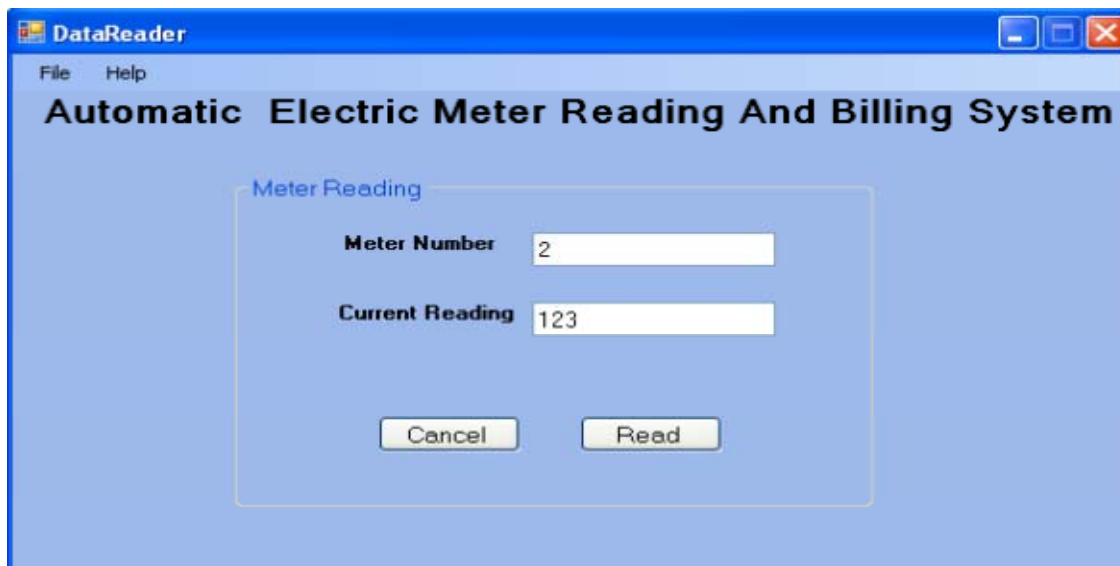 DataReader
File Help
Automatic Electric Meter Reading And Billing System
Meter Reading
Meter Number 2
Current Reading 123
Cancel Read